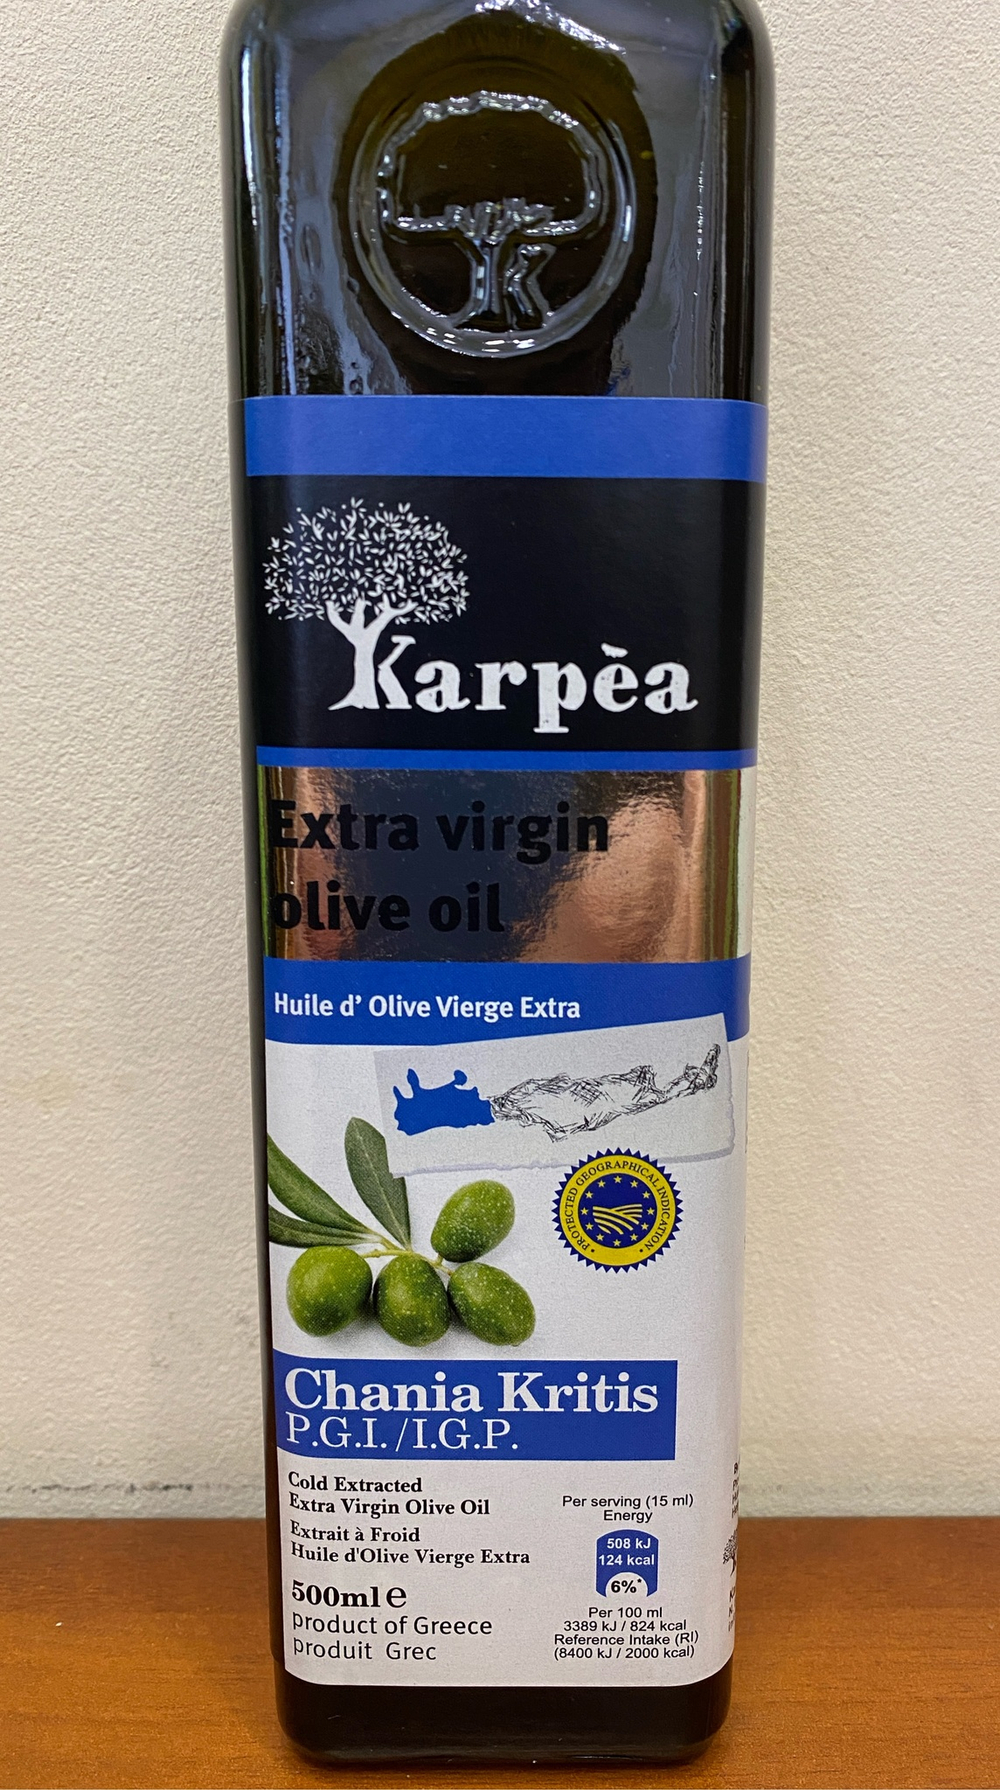 Karpèa
Extra virgin
olive oil
Huile d' Olive Vierge Extra
PROTECTED GEOGRAPHICAL INDICATION
Chania Kritis
P.G.I./I.G.P.
Cold Extracted
Extra Virgin Olive Oil
Extrait à Froid
Huile d'Olive Vierge Extra
500ml e
product of Greece
produit Grec
Per serving (15 ml)
Energy
508 kJ
124 kcal
6%*
Per 100 ml
3389 kJ / 824 kcal
Reference Intake (RI)
(8400 kJ / 2000 kcal)